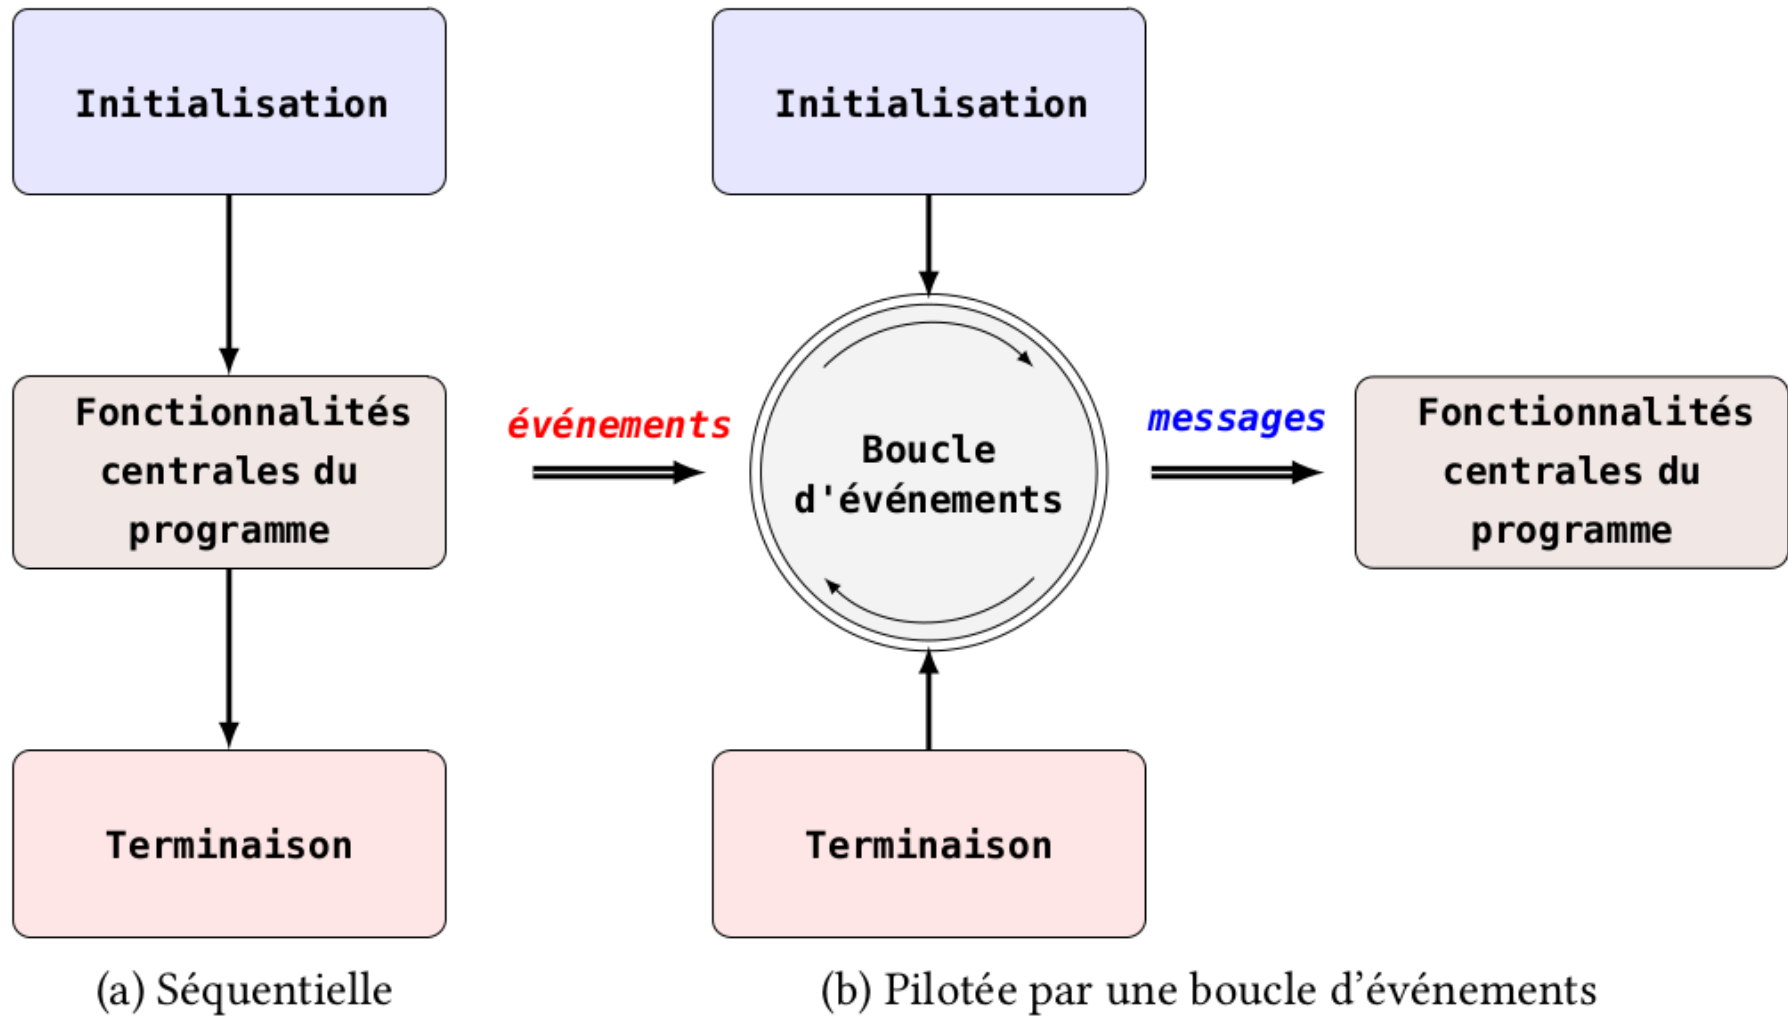 Initialisation
Fonctionnalités
centrales du
programme
Terminaison
(a) Séquentielle
Initialisation
événements
Boucle
d'événements
messages
Fonctionnalités
centrales du
programme
Terminaison
(b) Pilotée par une boucle d’événements